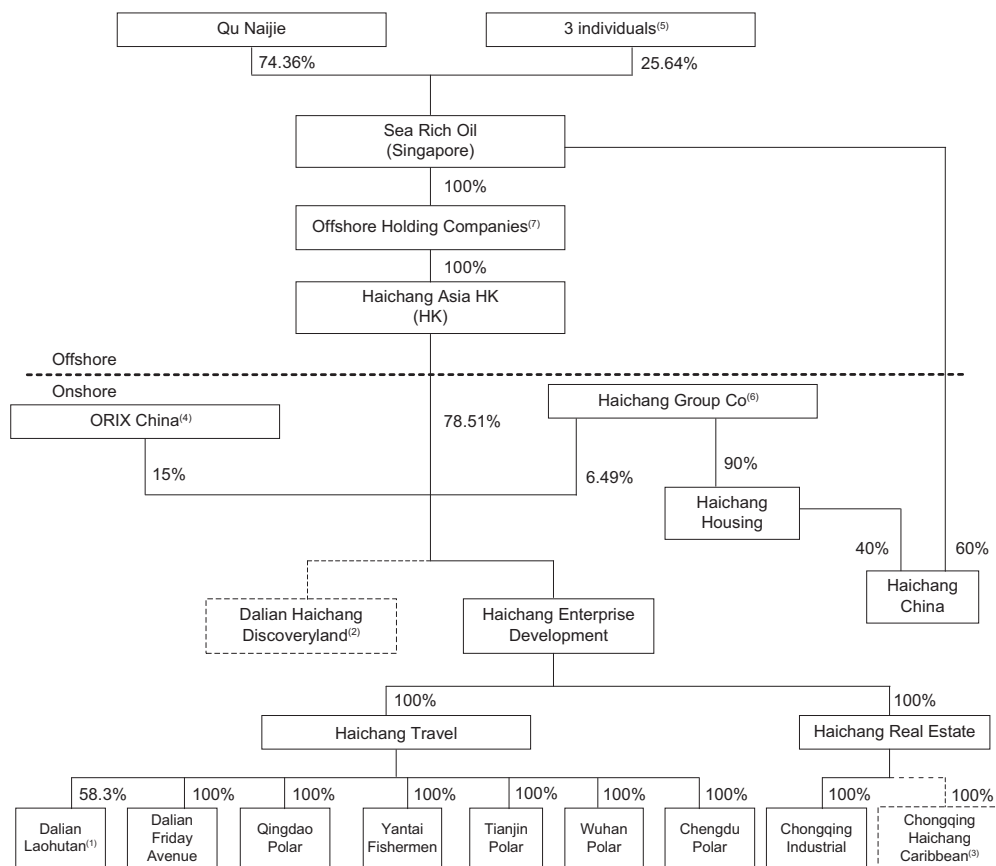 Qu Naijie
3 individuals(5)
74.36%
25.64%
Sea Rich Oil
(Singapore)
100%
Offshore Holding Companies(7)
100%
Haichang Asia HK
(HK)
Offshore
Onshore
ORIX China(4)
78.51%
Haichang Group Co(6)
15%
6.49%
90%
Haichang
Housing
40%
60%
Dalian Haichang
Discoveryland(2)
Haichang Enterprise
Development
Haichang
China
100%
100%
Haichang Travel
Haichang Real Estate
58.3%
100%
100%
100%
100%
100%
100%
100%
100%
Dalian
Laohutan(1)
Dalian
Friday
Avenue
Qingdao
Polar
Yantai
Fishermen
Tianjin
Polar
Wuhan
Polar
Chengdu
Polar
Chongqing
Industrial
Chongqing
Haichang
Caribbean(3)